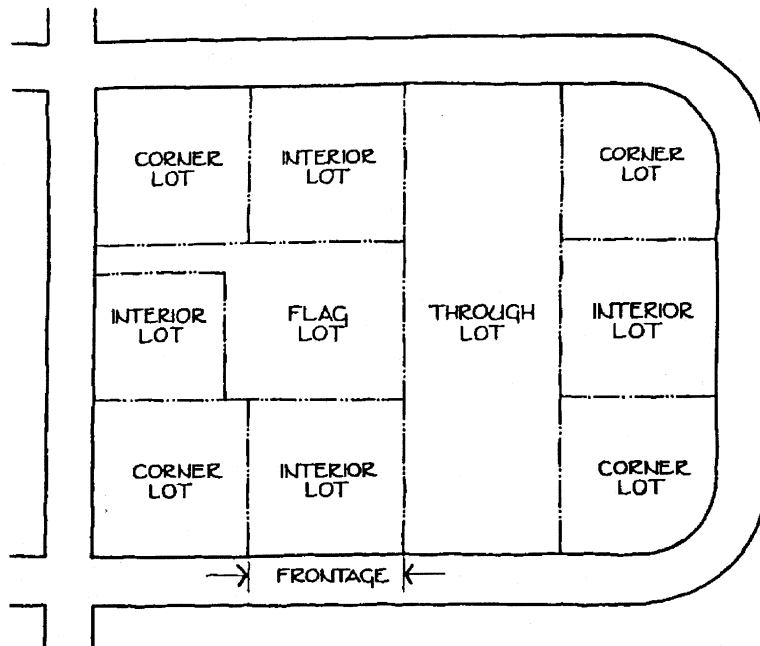 CORNER
LOT
INTERIOR
LOT
CORNER
LOT
INTERIOR
LOT
FLAG
LOT
THROUGH
LOT
INTERIOR
LOT
CORNER
LOT
INTERIOR
LOT
CORNER
LOT
FRONTAGE